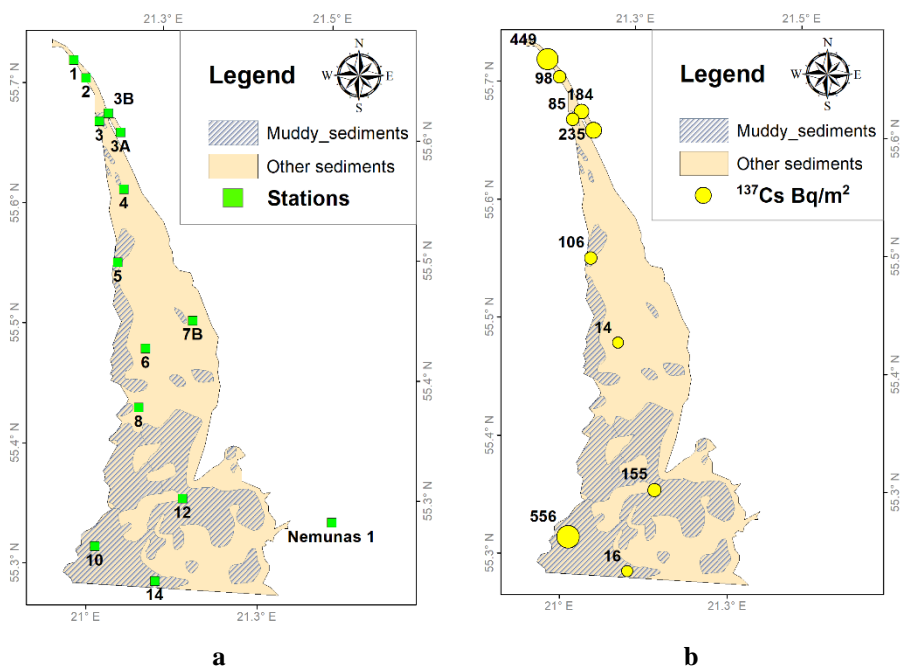 21.3° E
21.5° E
Legend
N
W
E
S
Muddy_sediments
Other sediments
Stations
55.7° N
55.6° N
55.6° N
55.5° N
55.5° N
55.4° N
55.4° N
55.3° N
55.3° N
1
2
3B
3
3A
4
5
7B
6
8
12
Nemunas 1
10
14
21° E
21.3° E
a
21.3° E
21.5° E
Legend
N
W
E
S
Muddy_sediments
Other sediments
¹³⁷Cs Bq/m²
55.7° N
55.6° N
55.6° N
55.5° N
55.5° N
55.4° N
55.4° N
55.3° N
55.3° N
449
98
184
85
235
106
14
155
556
16
21° E
21.3° E
b